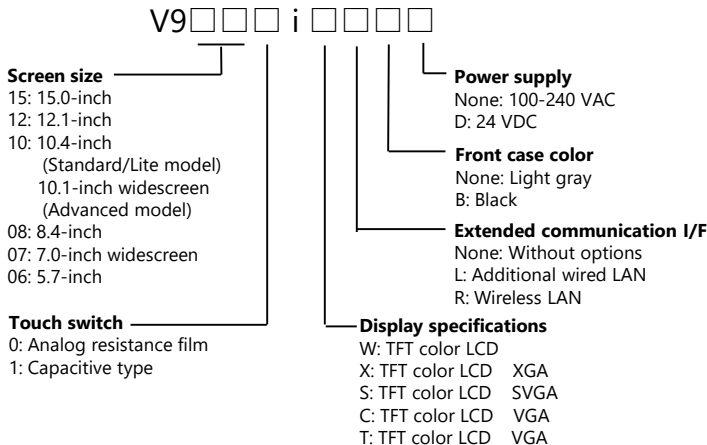 V9□□□ i □□□□
Screen size
15: 15.0-inch
12: 12.1-inch
10: 10.4-inch
(Standard/Lite model)
10.1-inch widescreen
(Advanced model)
08: 8.4-inch
07: 7.0-inch widescreen
06: 5.7-inch
Touch switch
0: Analog resistance film
1: Capacitive type
Power supply
None: 100-240 VAC
D: 24 VDC
Front case color
None: Light gray
B: Black
Extended communication I/F
None: Without options
L: Additional wired LAN
R: Wireless LAN
Display specifications
W: TFT color LCD
X: TFT color LCD XGA
S: TFT color LCD SVGA
C: TFT color LCD VGA
T: TFT color LCD VGA